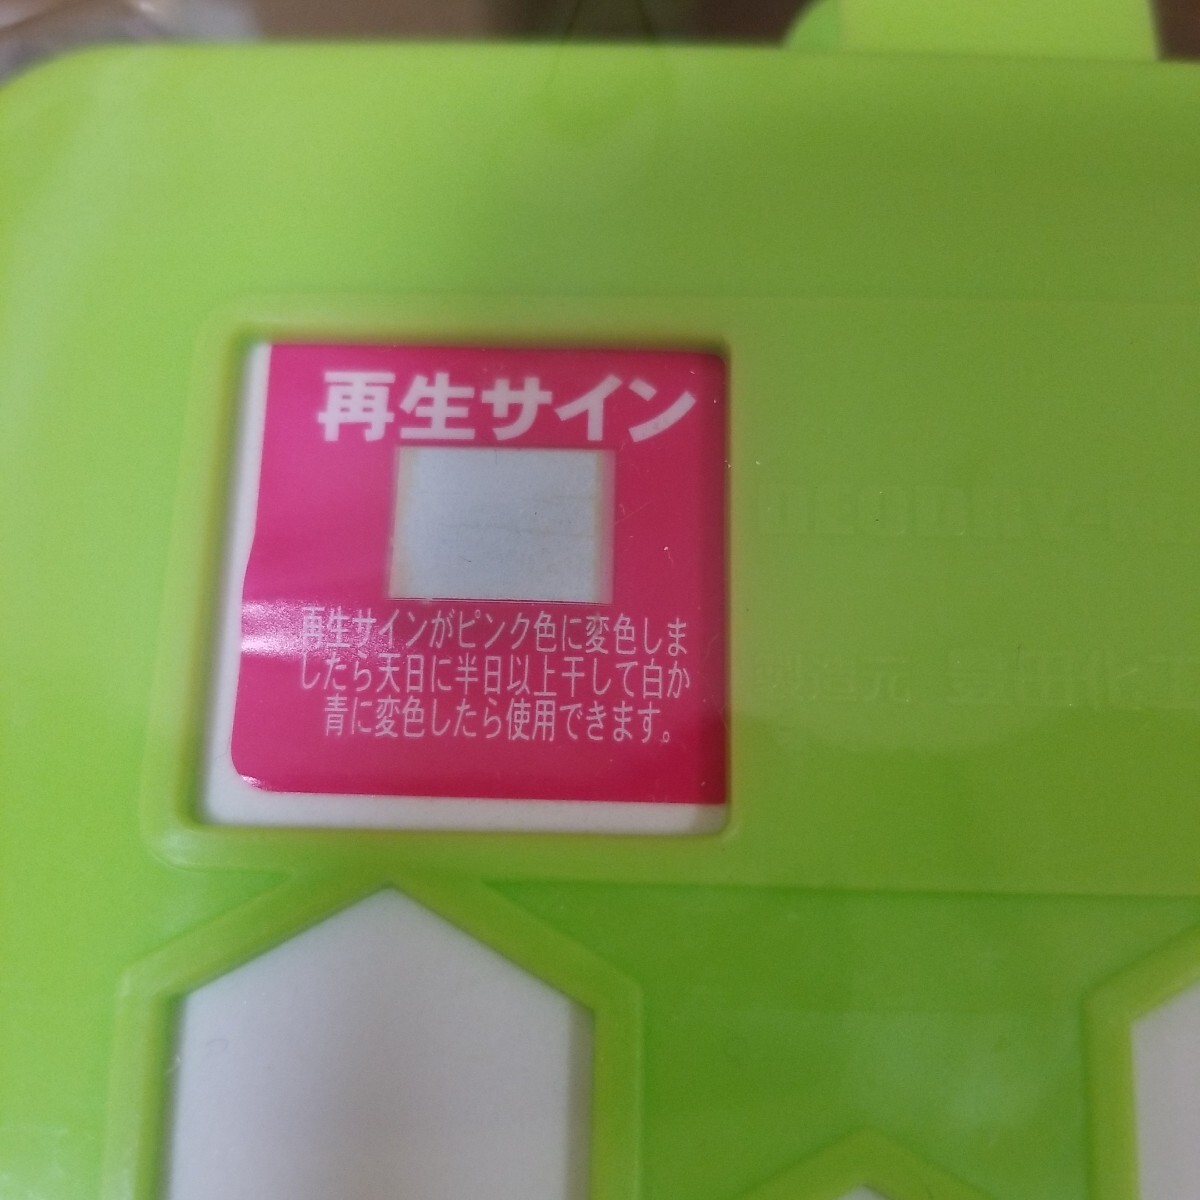 再生サイン
再生サインがピンク色に変色しま
したら天日に半日以上干して白か
青に変色したら使用できます。